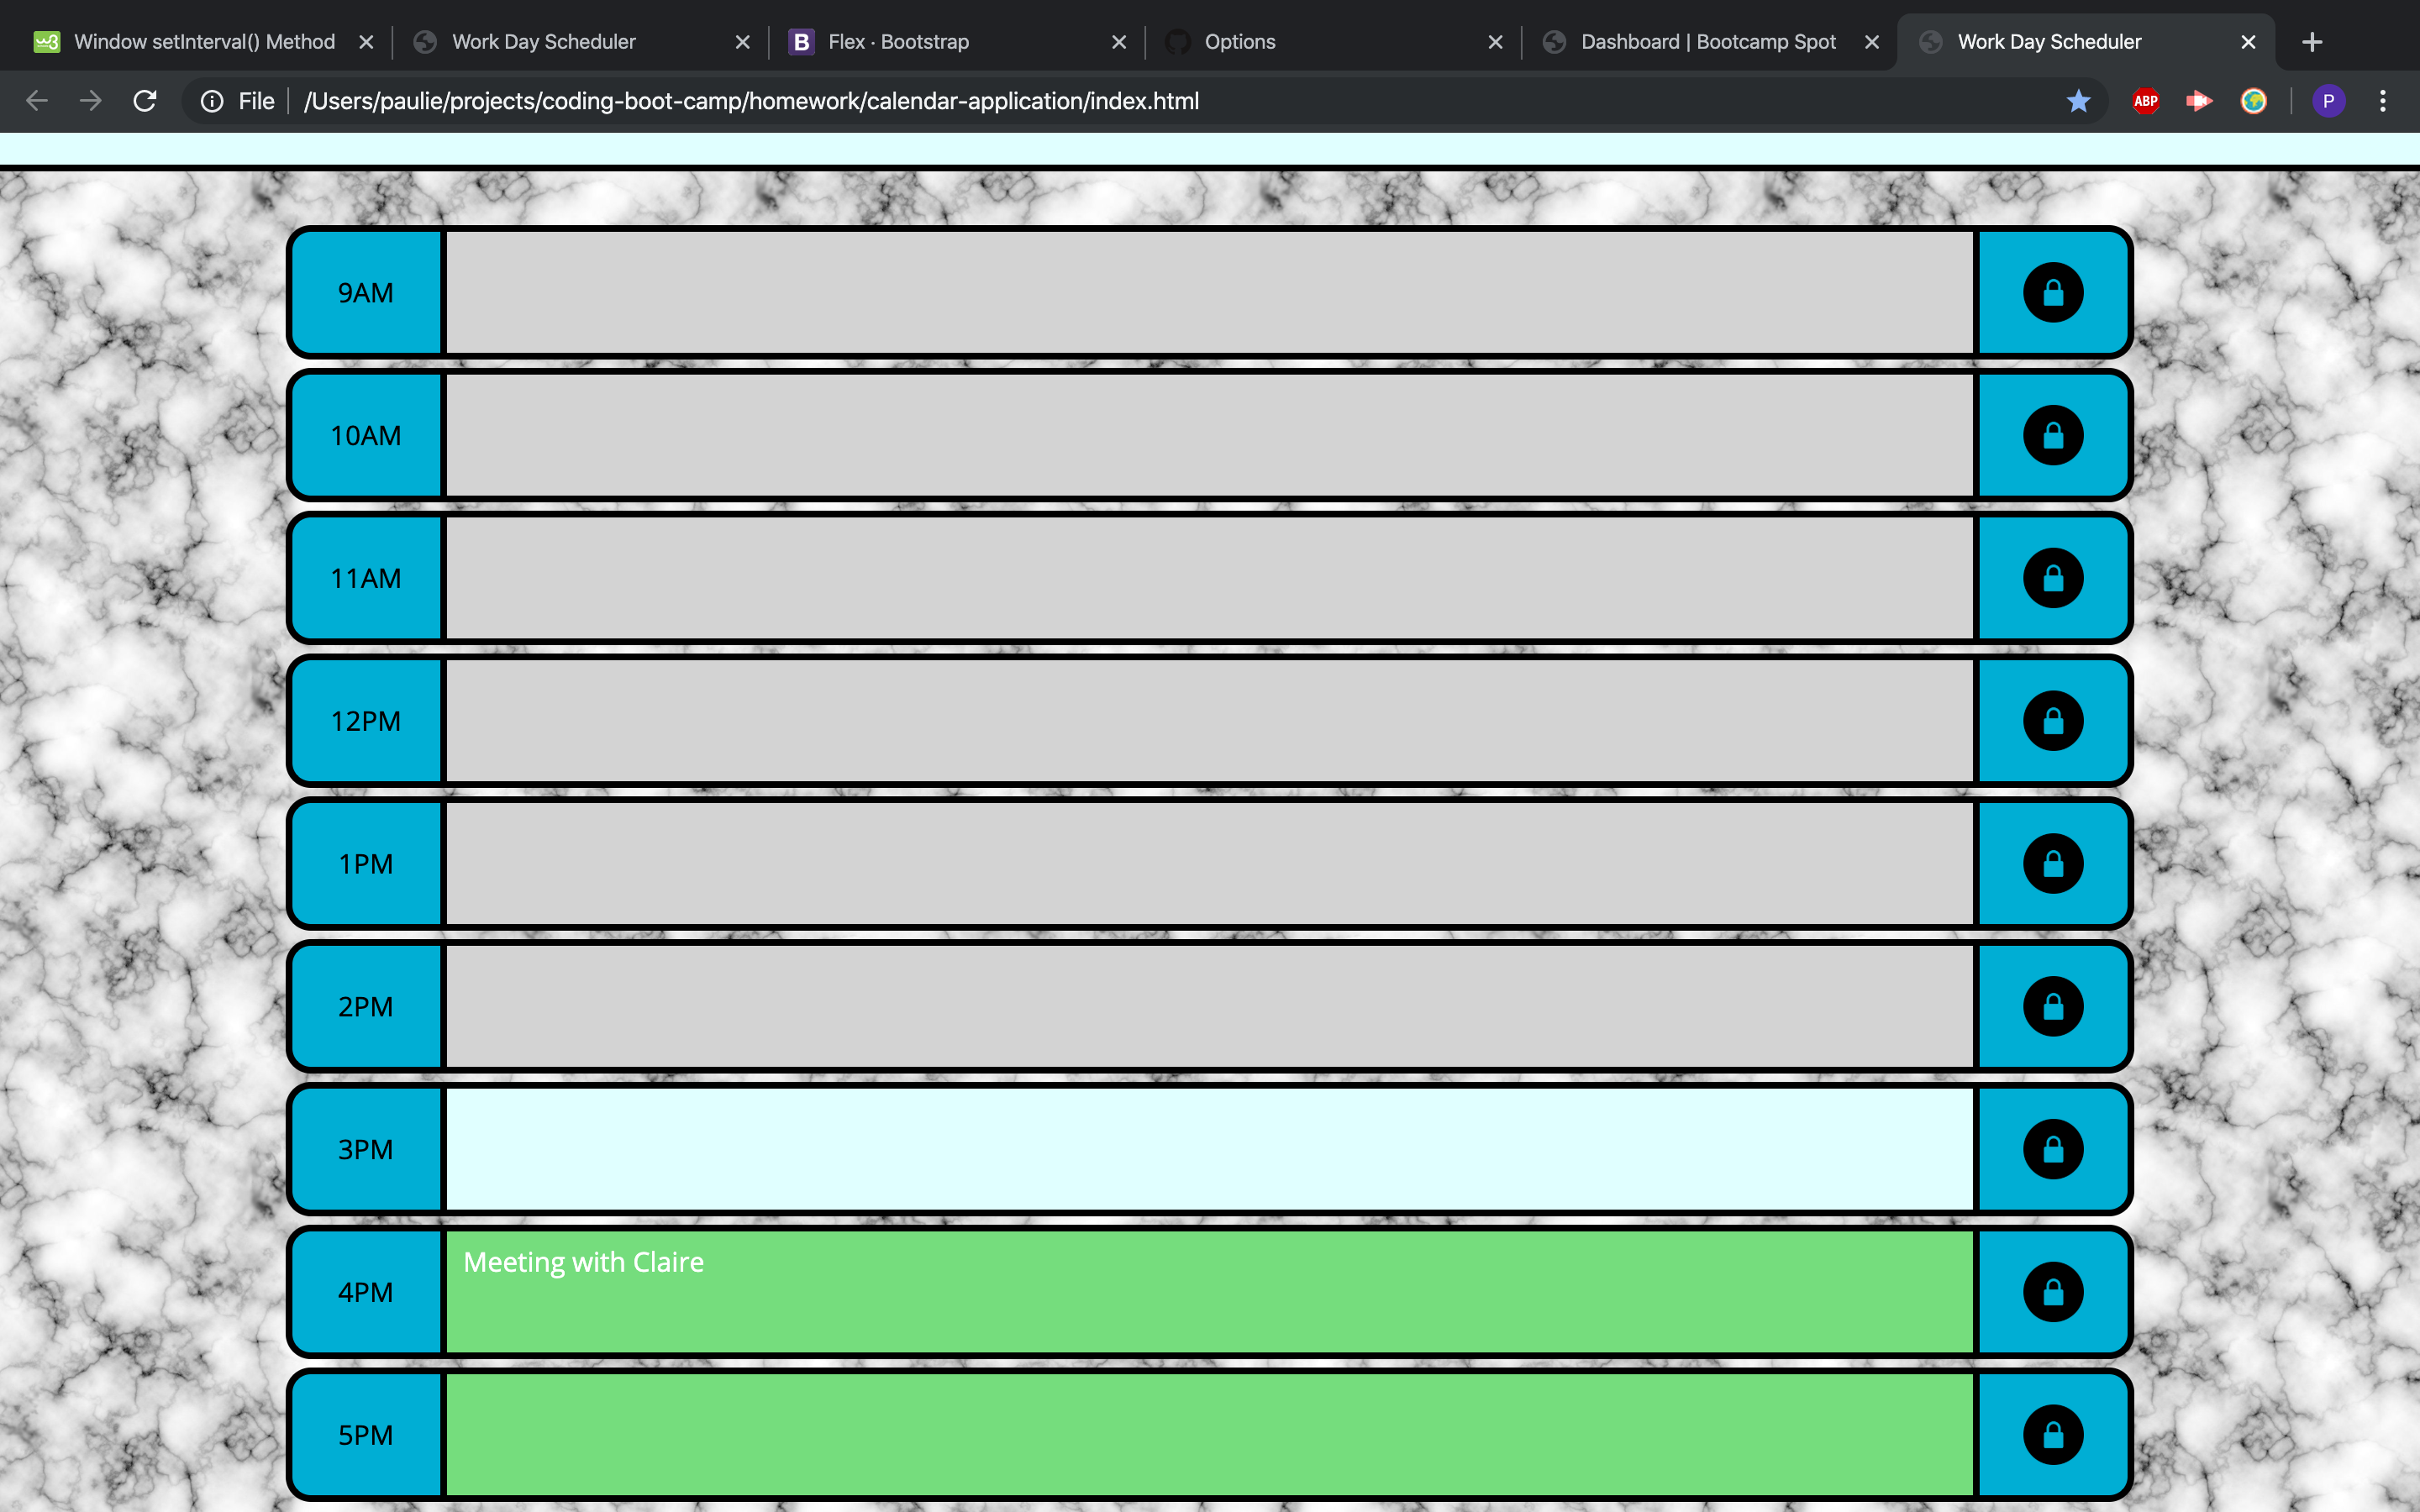 Window setInterval() Method
Work Day Scheduler
B Flex · Bootstrap
Options
Dashboard | Bootcamp Spot
Work Day Scheduler
File /Users/paulie/projects/coding-boot-camp/homework/calendar-application/index.html
ABP
P
9AM
10AM
11AM
12PM
1PM
2PM
3PM
4PM Meeting with Claire
5PM